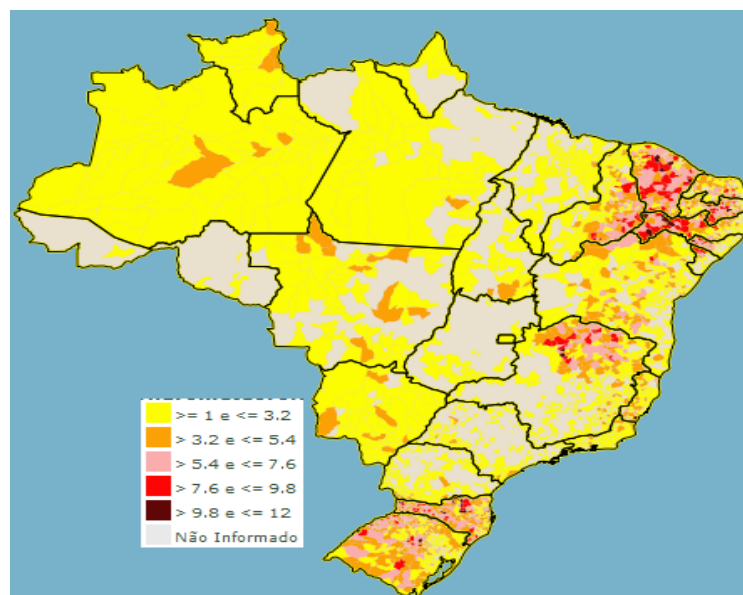 >= 1 e <= 3.2
> 3.2 e <= 5.4
> 5.4 e <= 7.6
> 7.6 e <= 9.8
> 9.8 e <= 12
Não Informado